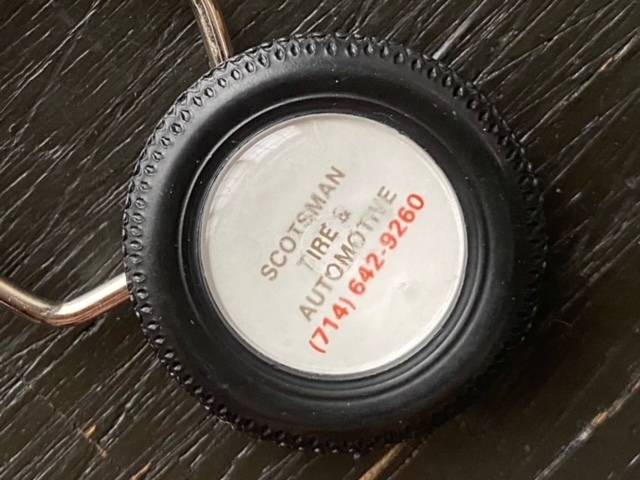 SCOTSMAN
TIRE &
AUTOMOTIVE
(714) 642-9260